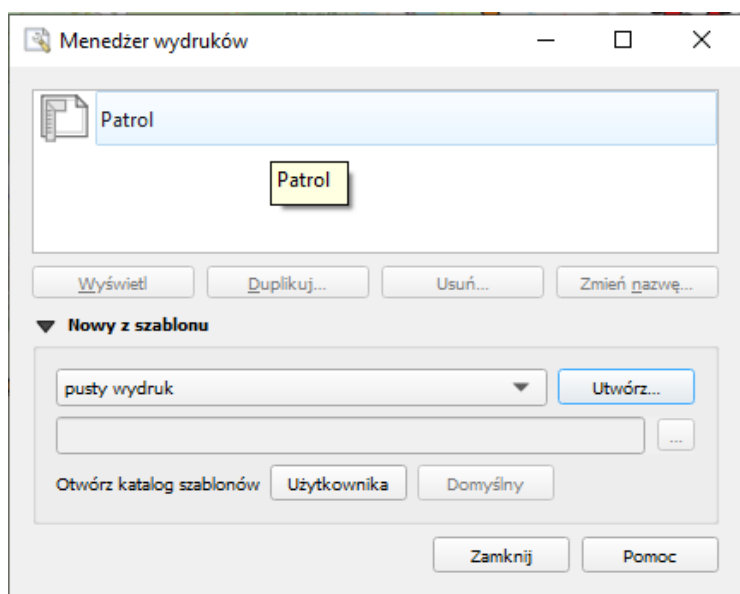 Menedżer wydruków
Patrol
Patrol
Wyświetl Duplikuj... Usuń... Zmień nazwę...
Nowy z szablonu
pusty wydruk Utwórz...
...
Otwórz katalog szablonów Użytkownika Domyślny
Zamknij Pomoc